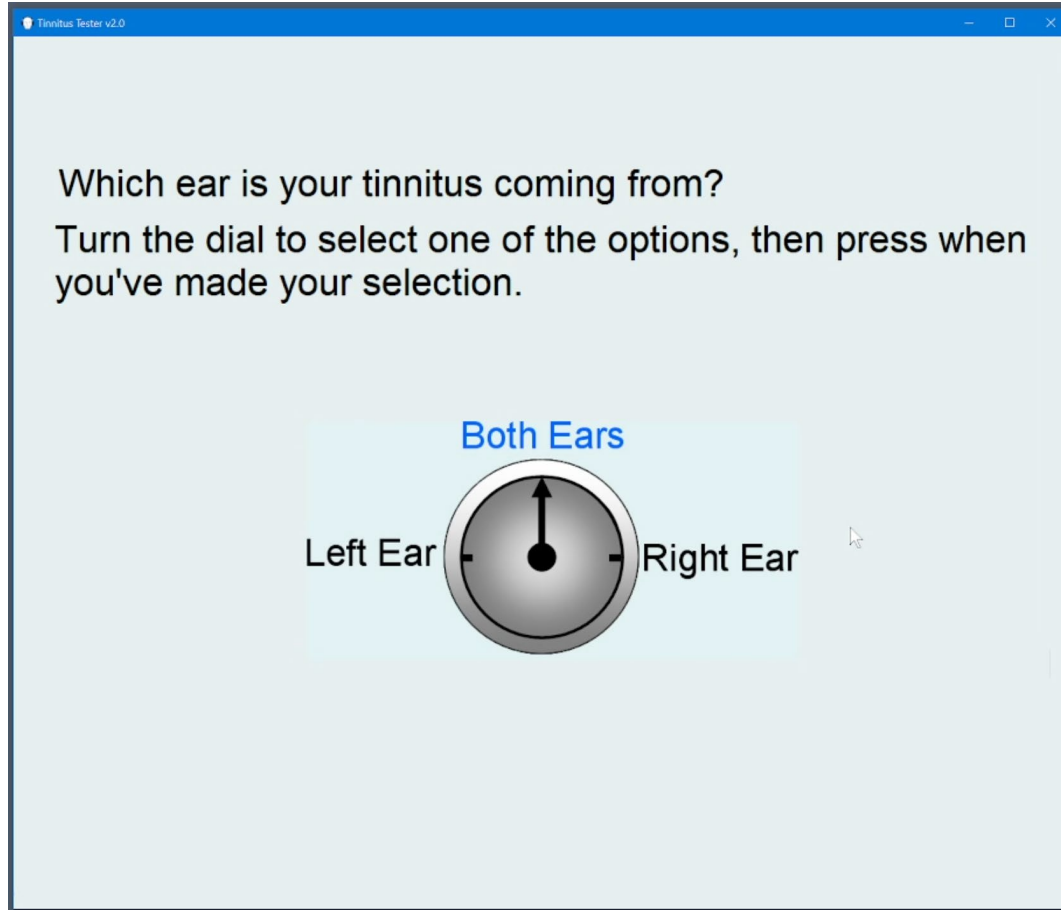 Tinnitus Tester v2.0
Which ear is your tinnitus coming from?
Turn the dial to select one of the options, then press when
you've made your selection.
Both Ears
Left Ear
Right Ear